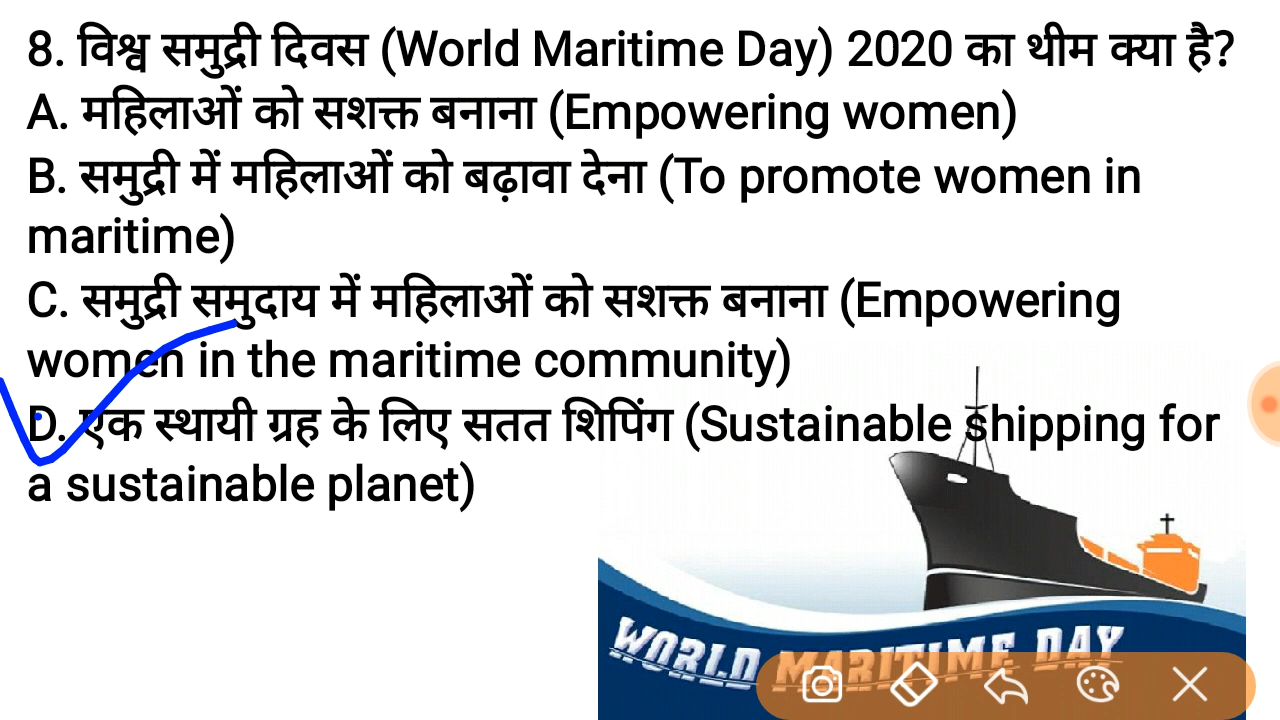 8. विश्व समुद्री दिवस (World Maritime Day) 2020 का थीम क्या है?
A. महिलाओं को सशक्त बनाना (Empowering women)
B. समुद्री में महिलाओं को बढ़ावा देना (To promote women in
maritime)
C. समुद्री समुदाय में महिलाओं को सशक्त बनाना (Empowering
women in the maritime community)
D. एक स्थायी ग्रह के लिए सतत शिपिंग (Sustainable shipping for
a sustainable planet)
WORLD MARITIME DAY